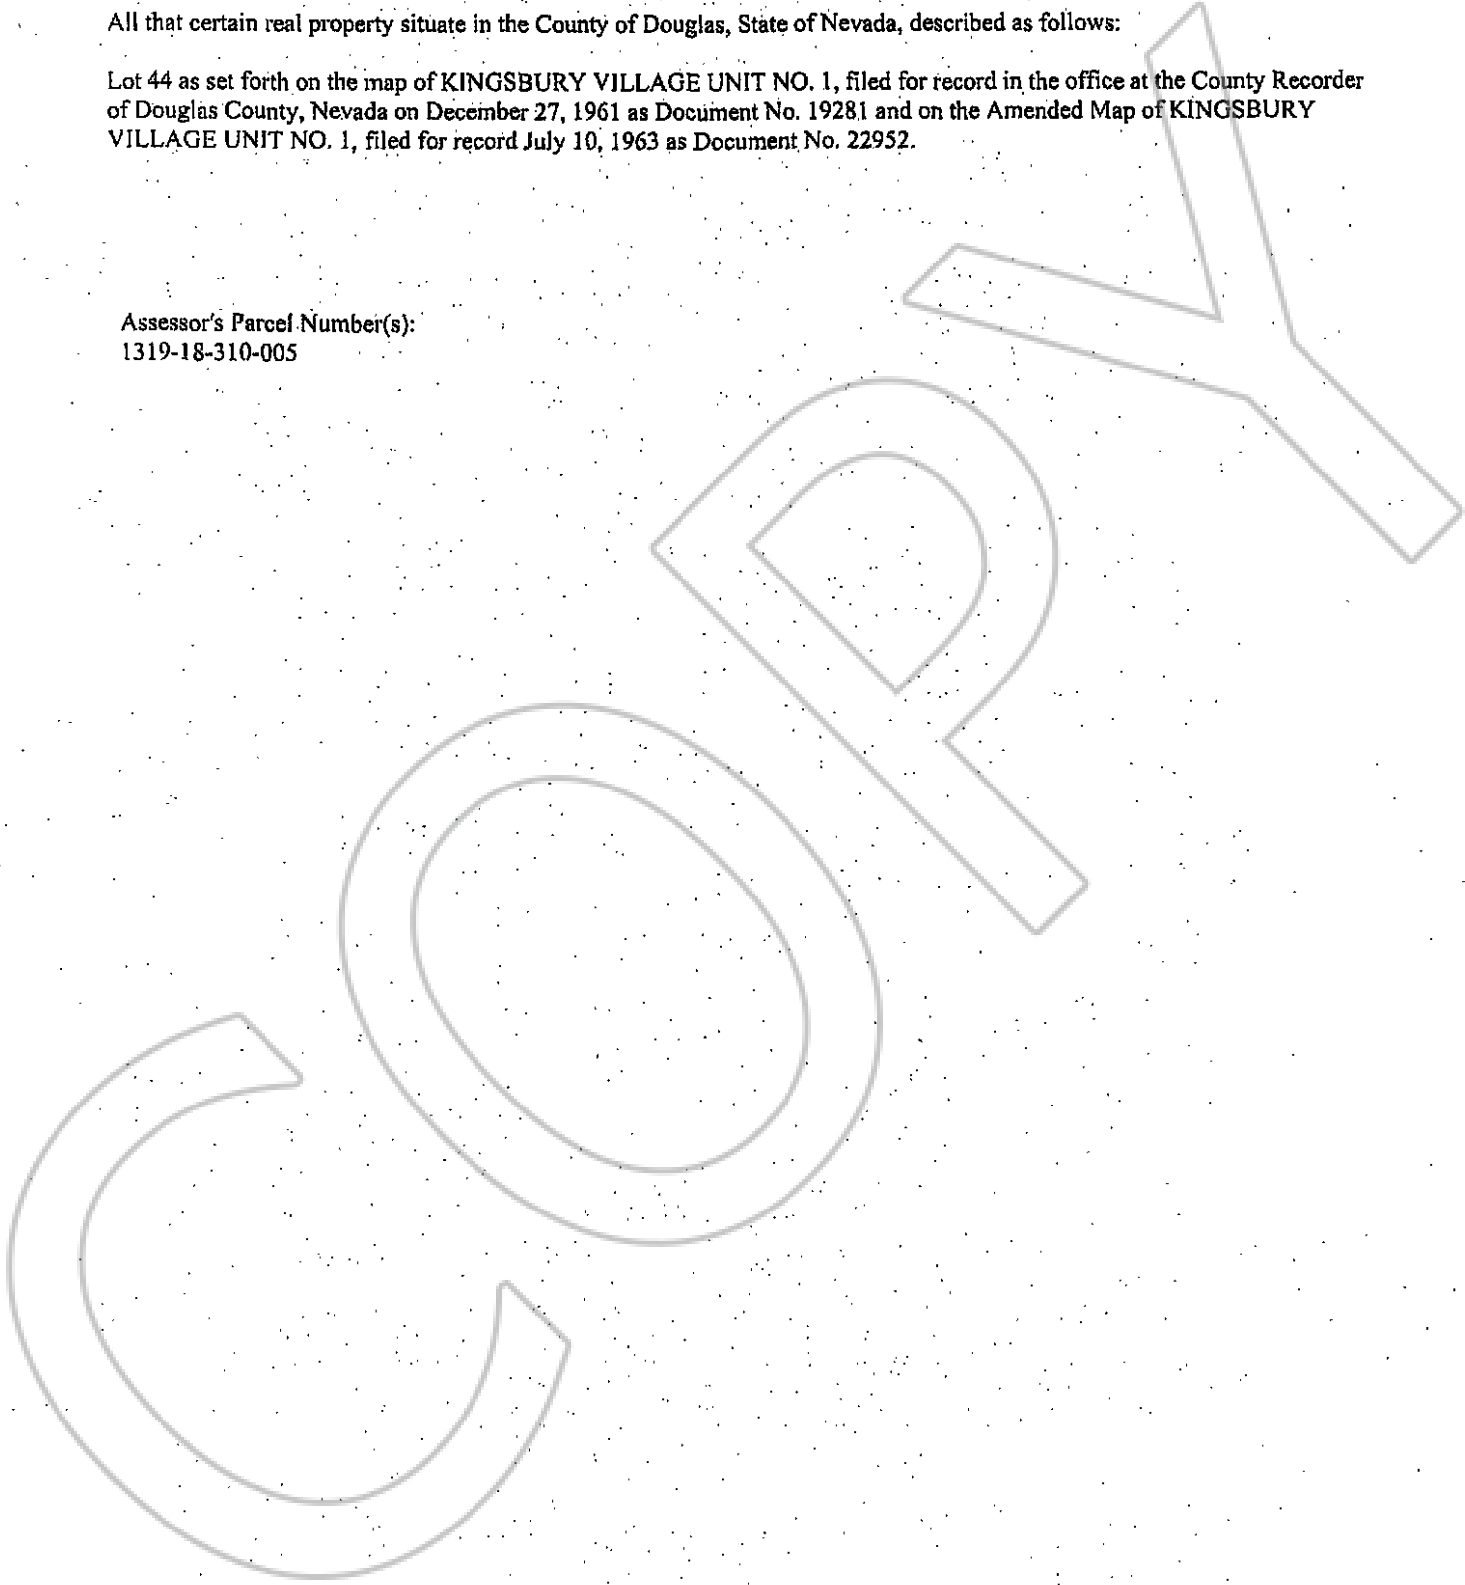 All that certain real property situate in the County of Douglas, State of Nevada, described as follows:
Lot 44 as set forth on the map of KINGSBURY VILLAGE UNIT NO. 1, filed for record in the office at the County Recorder
of Douglas County, Nevada on December 27, 1961 as Document No. 19281 and on the Amended Map of KINGSBURY
VILLAGE UNIT NO. 1, filed for record July 10, 1963 as Document No. 22952.
Assessor's Parcel Number(s):
1319-18-310-005
COPY